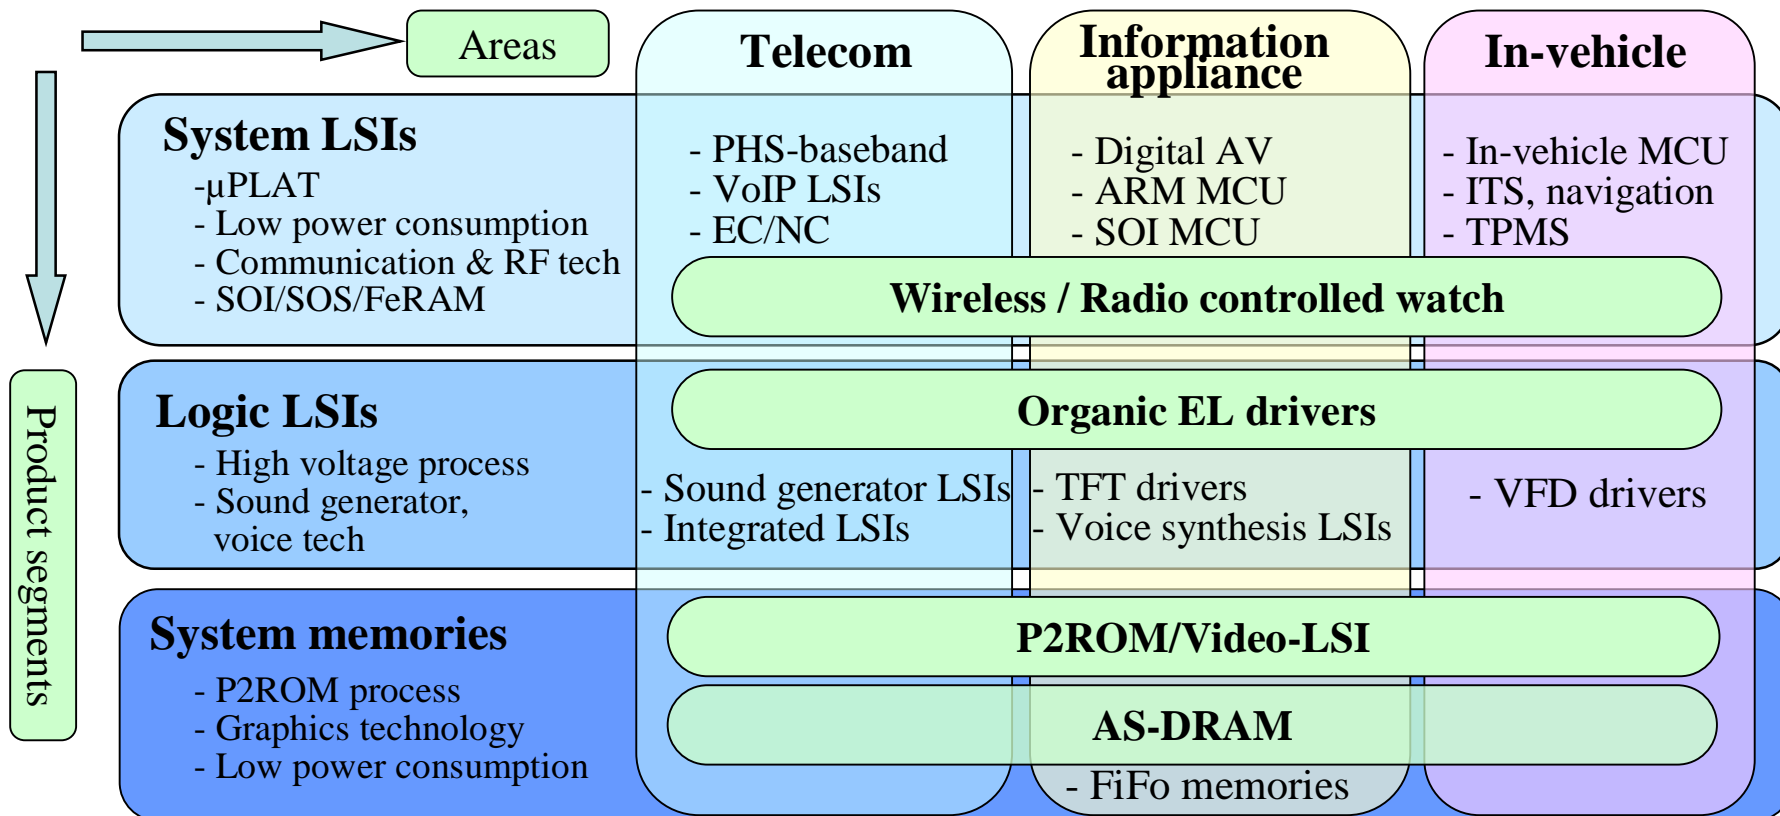 Areas
Telecom
Information
appliance
In-vehicle
Product segments
System LSIs
-µPLAT
- Low power consumption
- Communication & RF tech
- SOI/SOS/FeRAM
- PHS-baseband
- VoIP LSIs
- EC/NC
- Digital AV
- ARM MCU
- SOI MCU
- In-vehicle MCU
- ITS, navigation
- TPMS
Wireless / Radio controlled watch
Logic LSIs
- High voltage process
- Sound generator,
voice tech
Organic EL drivers
- Sound generator LSIs
- Integrated LSIs
- TFT drivers
- Voice synthesis LSIs
- VFD drivers
System memories
- P2ROM process
- Graphics technology
- Low power consumption
P2ROM/Video-LSI
AS-DRAM
- FiFo memories